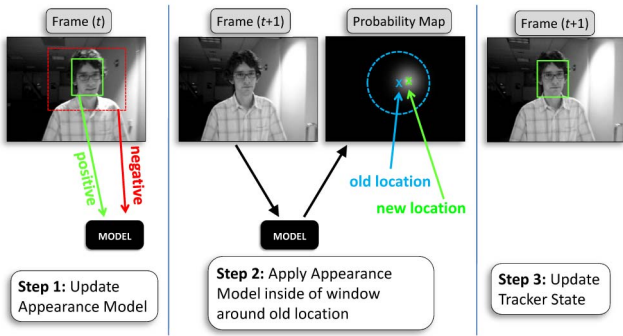 Frame (t)
positive
negative
MODEL
Step 1: Update
Appearance Model
Frame (t+1)
Probability Map
old location
new location
MODEL
Step 2: Apply Appearance
Model inside of window
around old location
Frame (t+1)
Step 3: Update
Tracker State